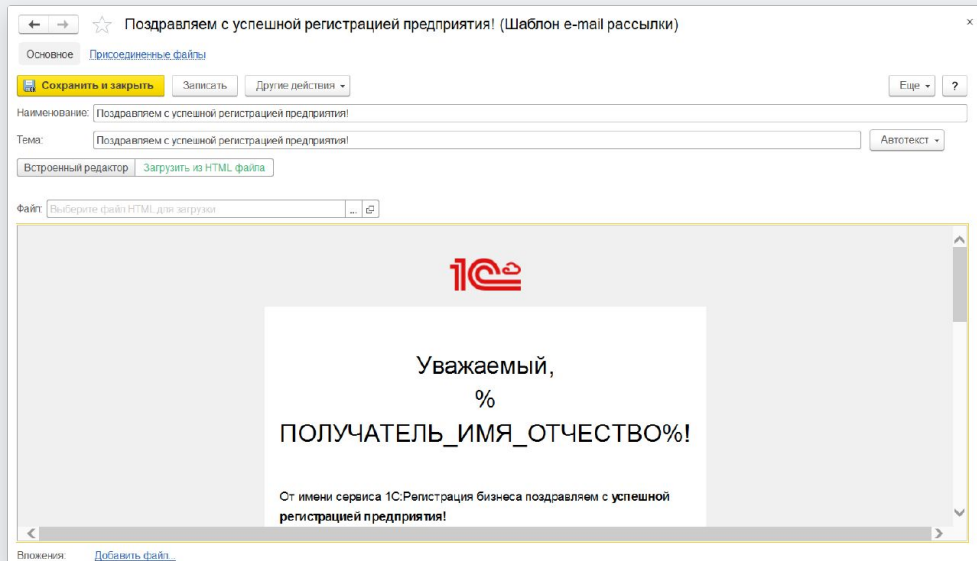 Поздравляем с успешной регистрацией предприятия! (Шаблон e-mail рассылки)
Основное Присоединенные файлы
Сохранить и закрыть Записать Другие действия Еще ?
Наименование: Поздравляем с успешной регистрацией предприятия!
Тема: Поздравляем с успешной регистрацией предприятия! Автотекст
Встроенный редактор Загрузить из HTML файла
Файл: Выберите файл HTML для загрузки ...
1С
Уважаемый,
%
ПОЛУЧАТЕЛЬ_ИМЯ_ОТЧЕСТВО%!
От имени сервиса 1С:Регистрация бизнеса поздравляем с успешной
регистрацией предприятия!
Вложения: Добавить файл...